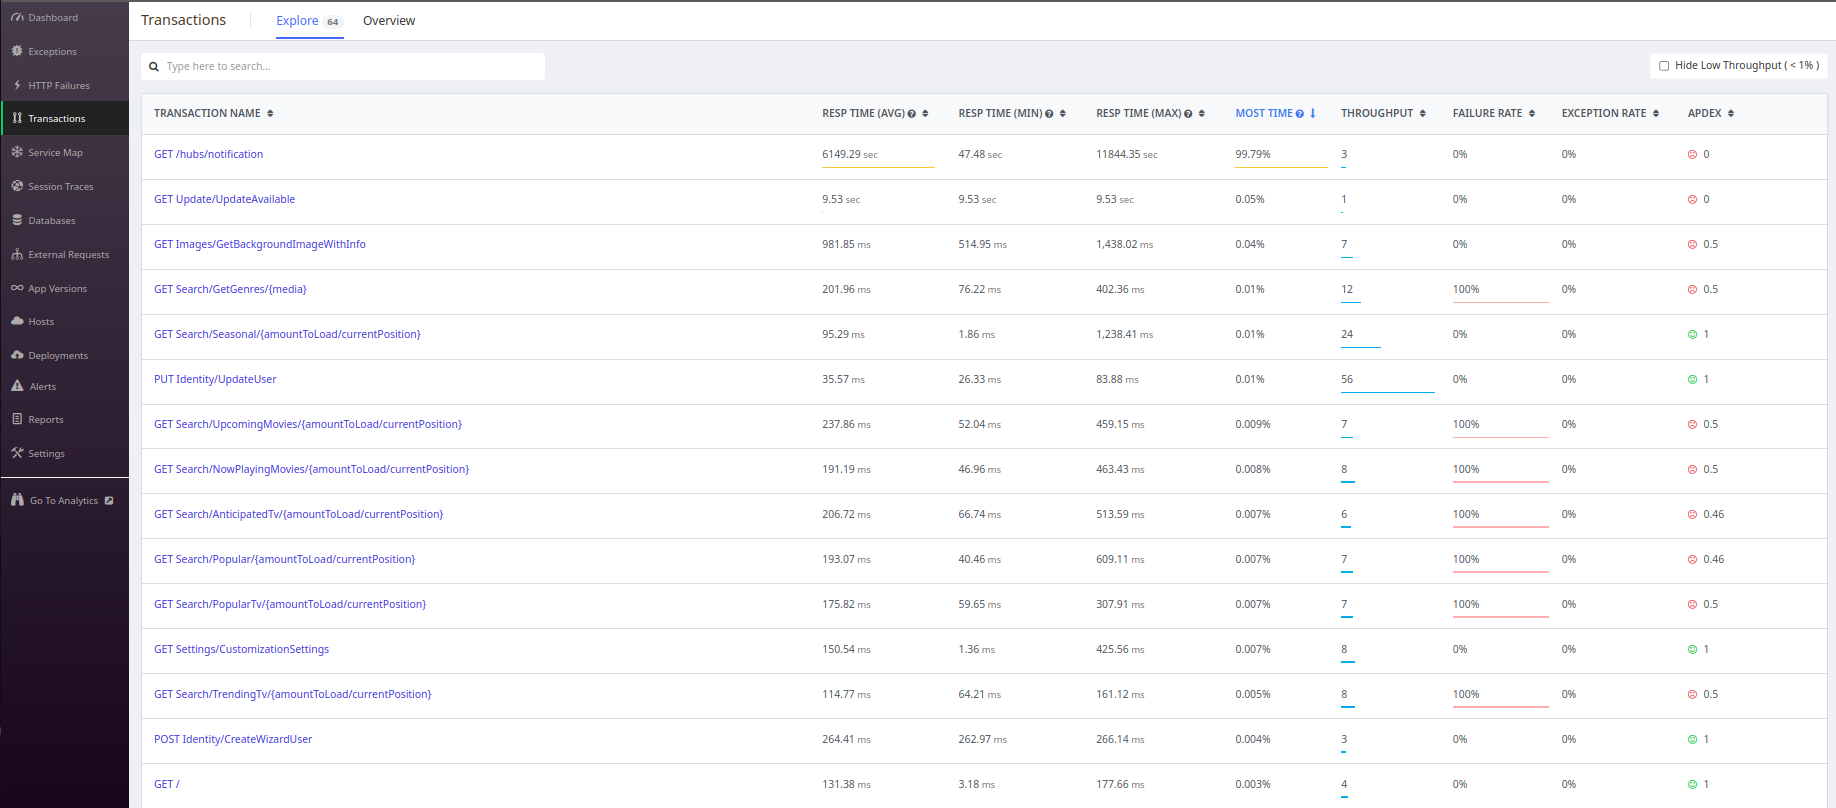 Dashboard
Exceptions
HTTP Failures
Transactions
Service Map
Session Traces
Databases
External Requests
App Versions
Hosts
Deployments
Alerts
Reports
Settings
Go To Analytics
Transactions Explore 64 Overview
Type here to search...
Hide Low Throughput ( < 1% )
TRANSACTION NAME RESP TIME (AVG) RESP TIME (MIN) RESP TIME (MAX) MOST TIME THROUGHPUT FAILURE RATE EXCEPTION RATE APDEX
GET /hubs/notification 6149.29 sec 47.48 sec 11844.35 sec 99.79% 3 0% 0% 0
GET Update/UpdateAvailable 9.53 sec 9.53 sec 9.53 sec 0.05% 1 0% 0% 0
GET Images/GetBackgroundImageWithInfo 981.85 ms 514.95 ms 1,438.02 ms 0.04% 7 0% 0% 0.5
GET Search/GetGenres/{media} 201.96 ms 76.22 ms 402.36 ms 0.01% 12 100% 0% 0.5
GET Search/Seasonal/{amountToLoad/currentPosition} 95.29 ms 1.86 ms 1,238.41 ms 0.01% 24 0% 0% 1
PUT Identity/UpdateUser 35.57 ms 26.33 ms 83.88 ms 0.01% 56 0% 0% 1
GET Search/UpcomingMovies/{amountToLoad/currentPosition} 237.86 ms 52.04 ms 459.15 ms 0.009% 7 100% 0% 0.5
GET Search/NowPlayingMovies/{amountToLoad/currentPosition} 191.19 ms 46.96 ms 463.43 ms 0.008% 8 100% 0% 0.5
GET Search/AnticipatedTv/{amountToLoad/currentPosition} 206.72 ms 66.74 ms 513.59 ms 0.007% 6 100% 0% 0.46
GET Search/Popular/{amountToLoad/currentPosition} 193.07 ms 40.46 ms 609.11 ms 0.007% 7 100% 0% 0.46
GET Search/PopularTv/{amountToLoad/currentPosition} 175.82 ms 59.65 ms 307.91 ms 0.007% 7 100% 0% 0.5
GET Settings/CustomizationSettings 150.54 ms 1.36 ms 425.56 ms 0.007% 8 0% 0% 1
GET Search/TrendingTv/{amountToLoad/currentPosition} 114.77 ms 64.21 ms 161.12 ms 0.005% 8 100% 0% 0.5
POST Identity/CreateWizardUser 264.41 ms 262.97 ms 266.14 ms 0.004% 3 0% 0% 1
GET / 131.38 ms 3.18 ms 177.66 ms 0.003% 4 0% 0% 1